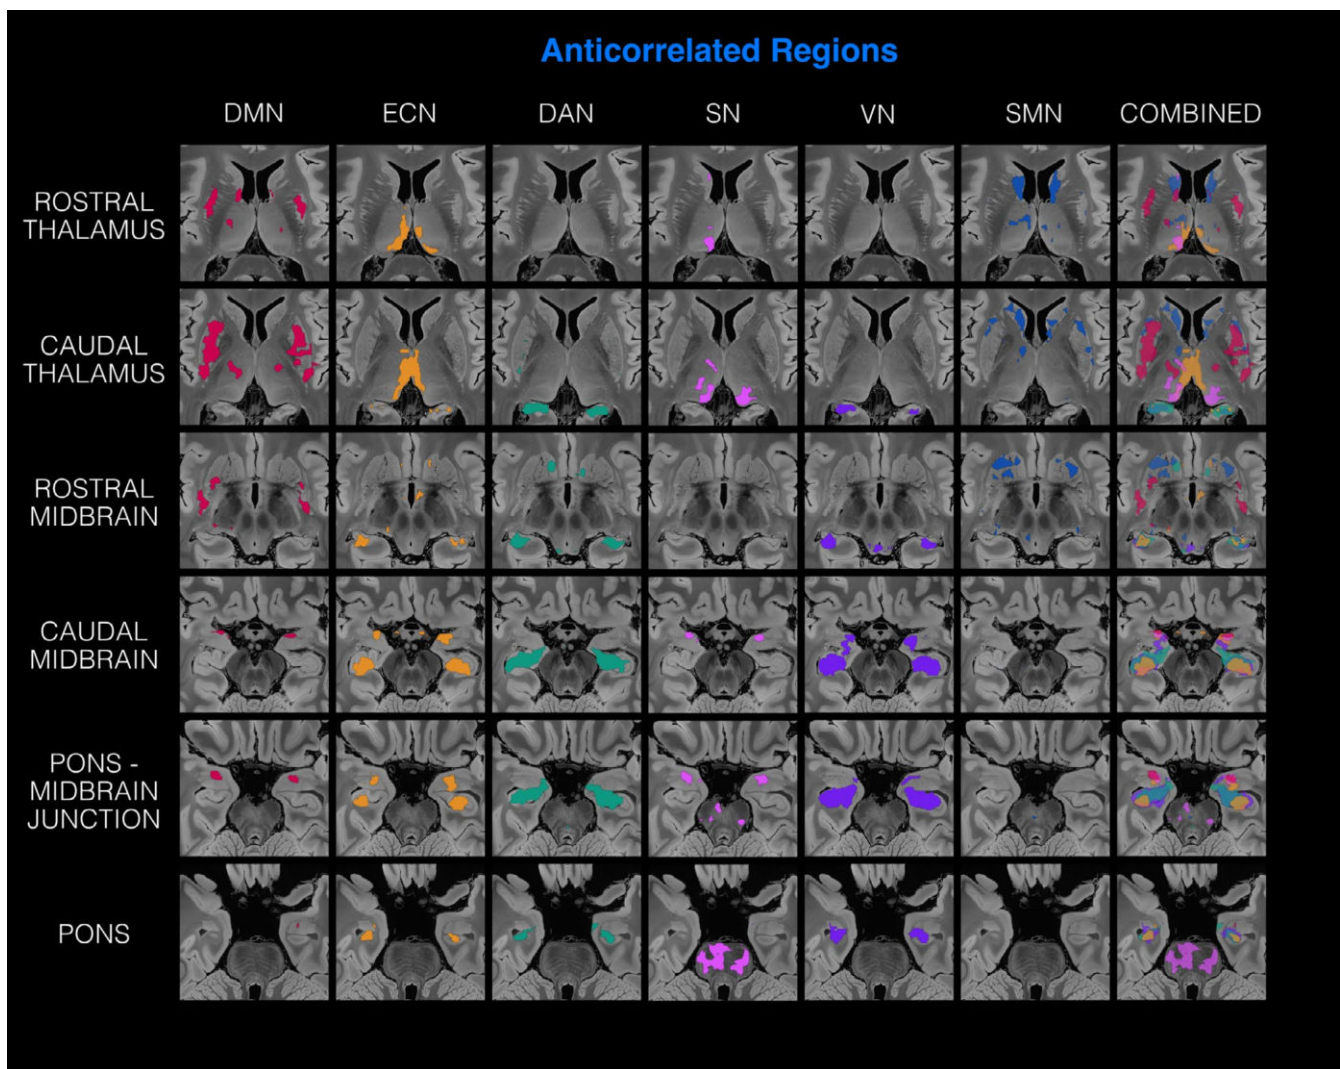 Anticorrelated Regions
DMN ECN DAN SN VN SMN COMBINED
ROSTRAL
THALAMUS
CAUDAL
THALAMUS
ROSTRAL
MIDBRAIN
CAUDAL
MIDBRAIN
PONS -
MIDBRAIN
JUNCTION
PONS